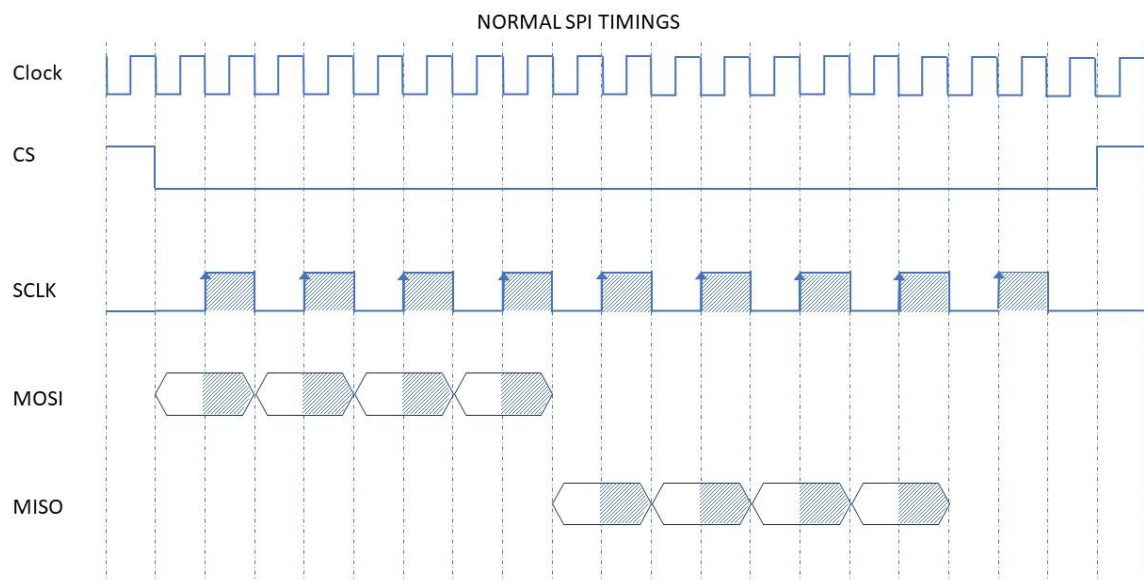 NORMAL SPI TIMINGS
Clock
CS
SCLK
MOSI
MISO